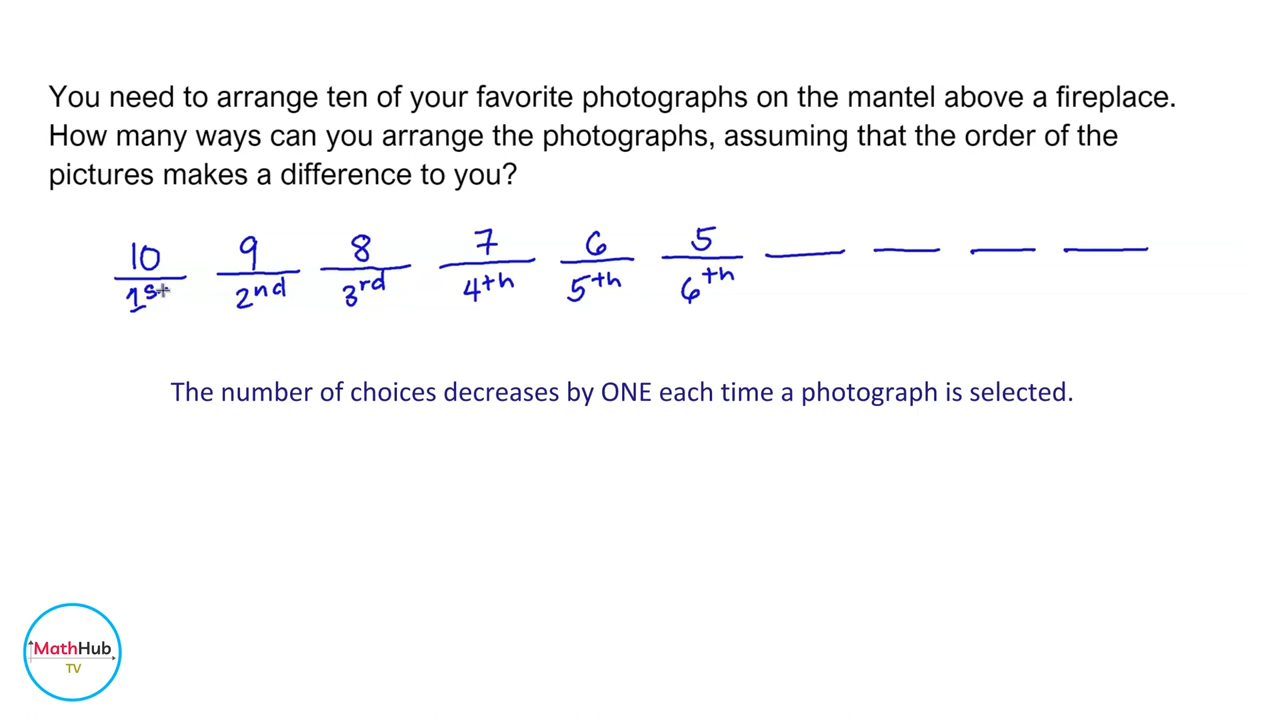 You need to arrange ten of your favorite photographs on the mantel above a fireplace.
How many ways can you arrange the photographs, assuming that the order of the
pictures makes a difference to you?
10 9 8 7 6 5
1st 2nd 3rd 4th 5th 6th
The number of choices decreases by ONE each time a photograph is selected.
MathHub
TV